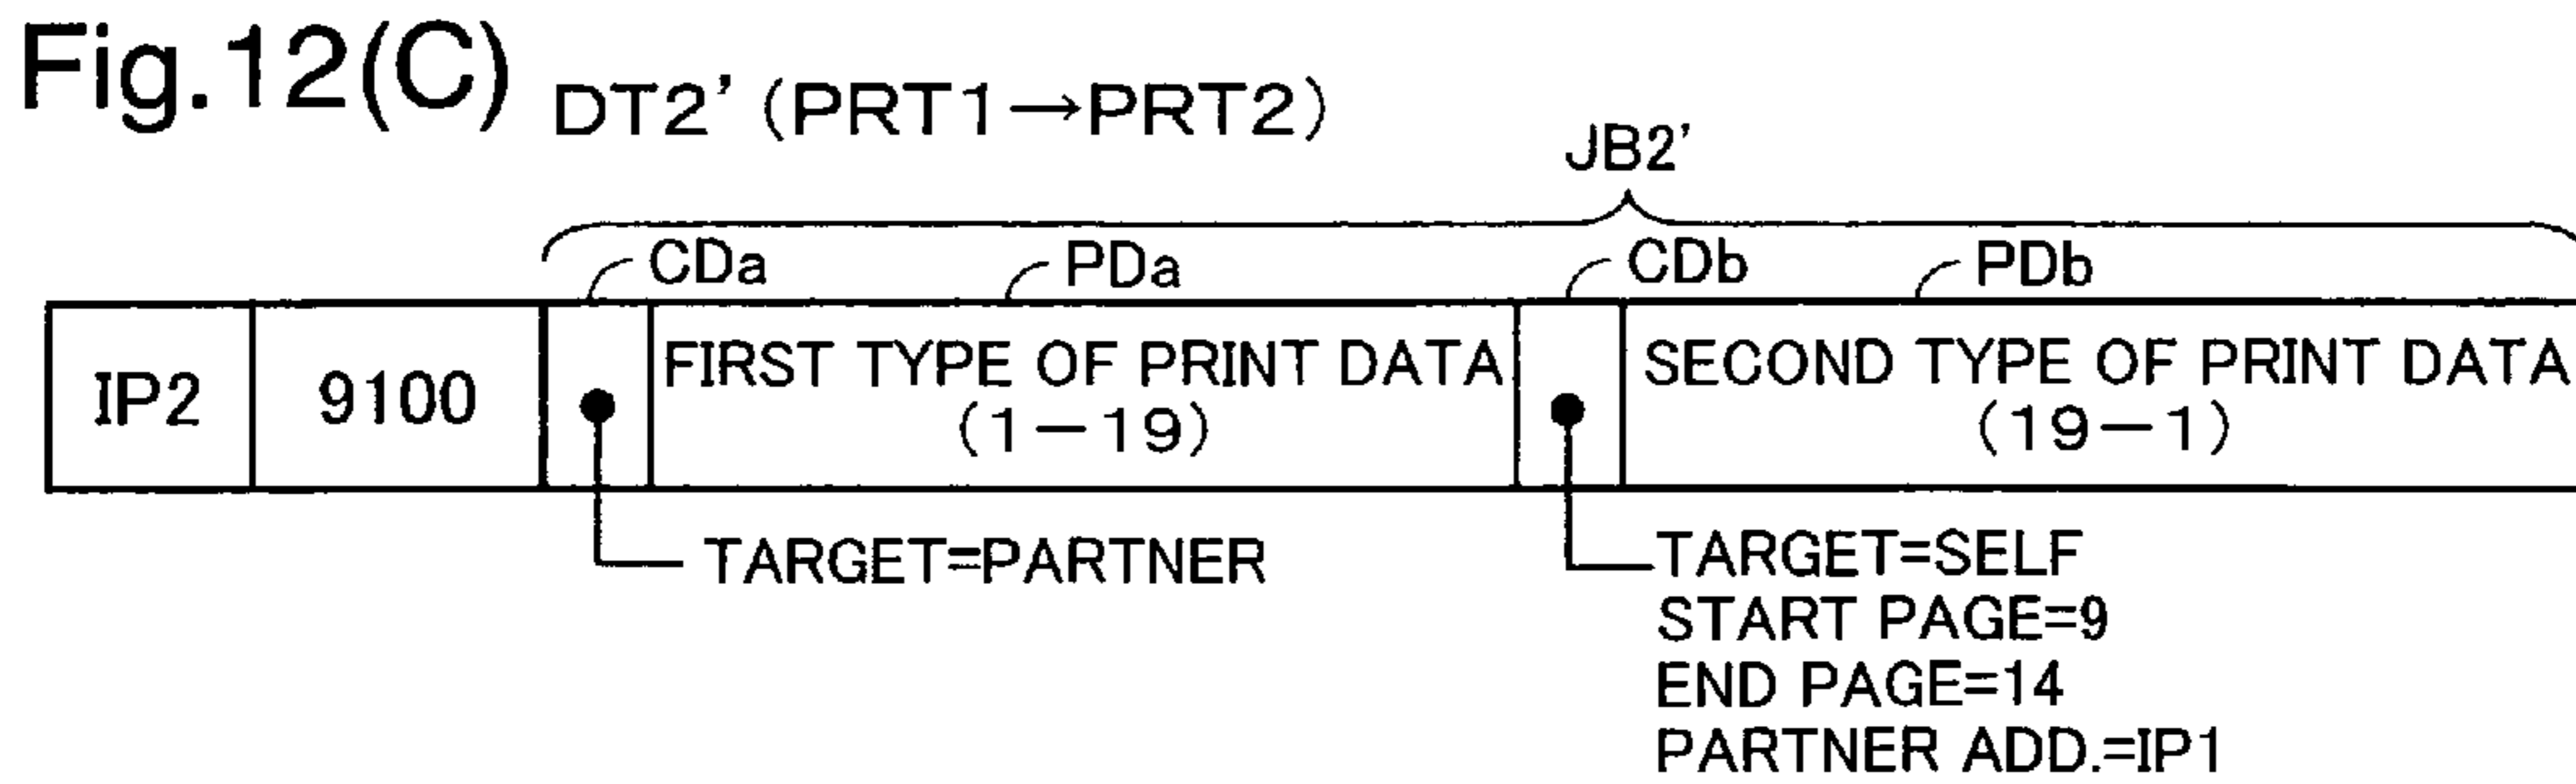 Fig.12(C) DT2' (PRT1→PRT2)
JB2'
CDa PDa CDb PDb
IP2 9100 FIRST TYPE OF PRINT DATA SECOND TYPE OF PRINT DATA
(1−19) (19−1)
TARGET=PARTNER TARGET=SELF
START PAGE=9
END PAGE=14
PARTNER ADD.=IP1